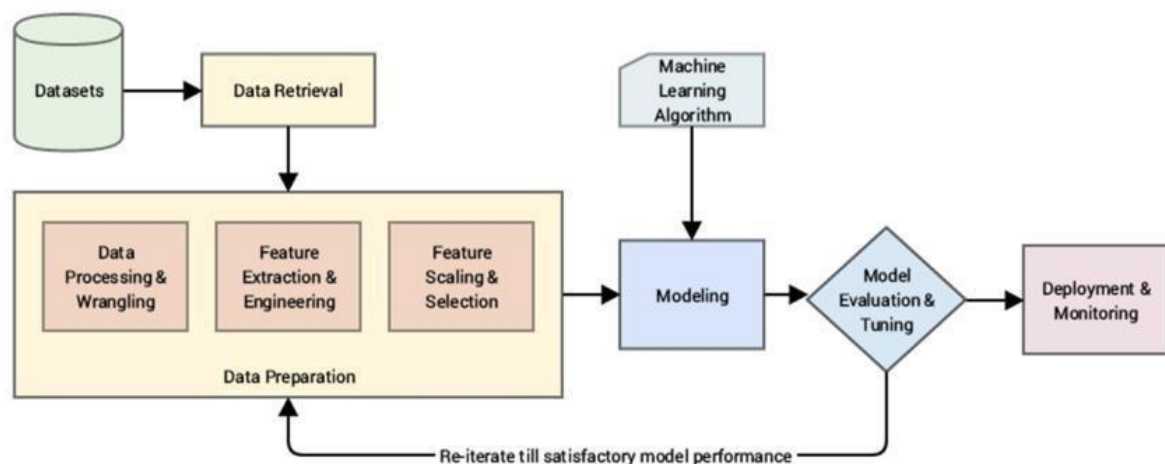 Datasets
Data Retrieval
Machine
Learning
Algorithm
Data
Processing &
Wrangling
Feature
Extraction &
Engineering
Feature
Scaling &
Selection
Data Preparation
Modeling
Model
Evaluation &
Tuning
Deployment &
Monitoring
Re-iterate till satisfactory model performance